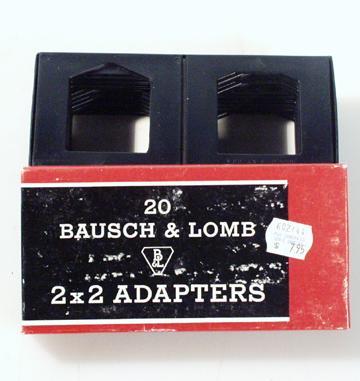 20
BAUSCH & LOMB
B&L
2x2 ADAPTERS
$ 7.95